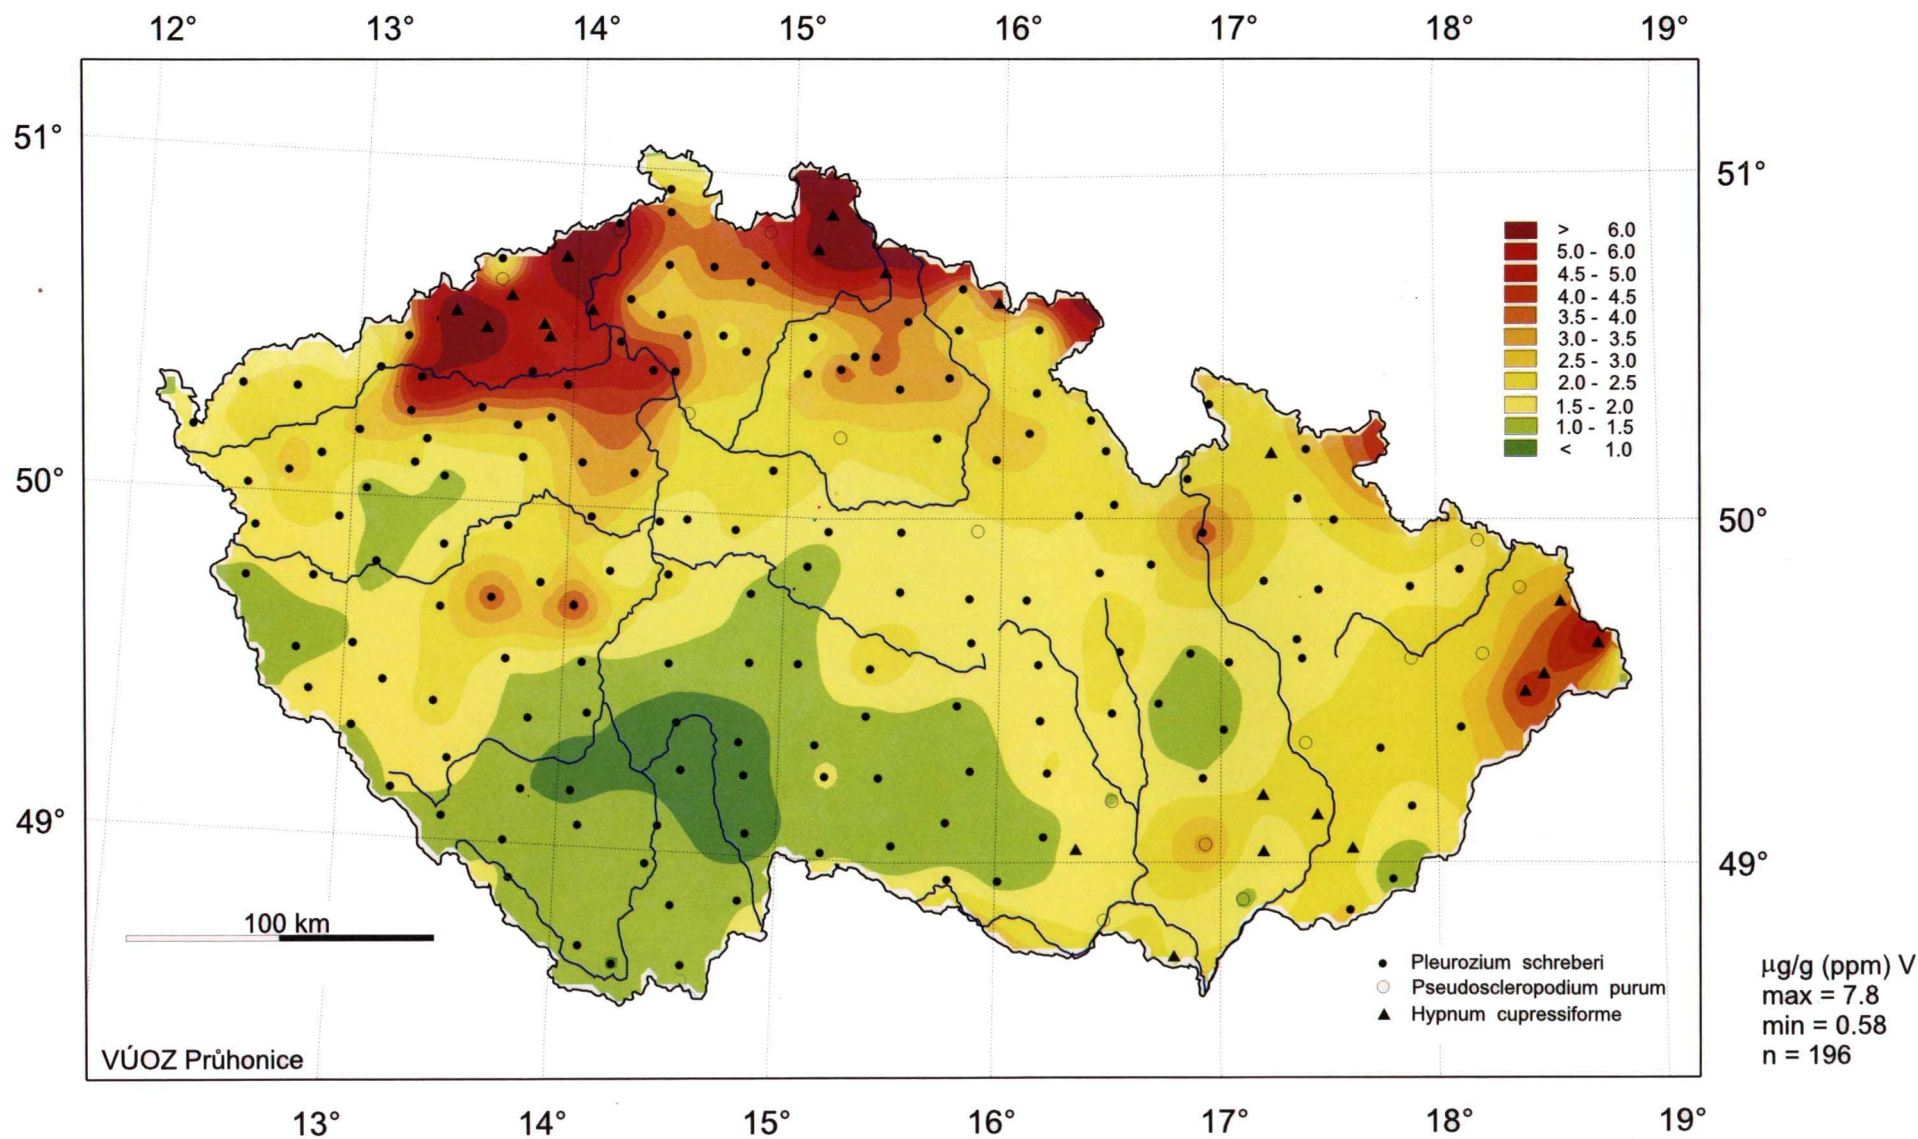 12° 13° 14° 15° 16° 17° 18° 19°
51°
51°
> 6.0
5.0 - 6.0
4.5 - 5.0
4.0 - 4.5
3.5 - 4.0
3.0 - 3.5
2.5 - 3.0
2.0 - 2.5
1.5 - 2.0
1.0 - 1.5
< 1.0
50°
50°
49°
49°
100 km
Pleurozium schreberi
Pseudoscleropodium purum
Hypnum cupressiforme
µg/g (ppm) V
max = 7.8
min = 0.58
n = 196
VÚOZ Průhonice
13° 14° 15° 16° 17° 18° 19°